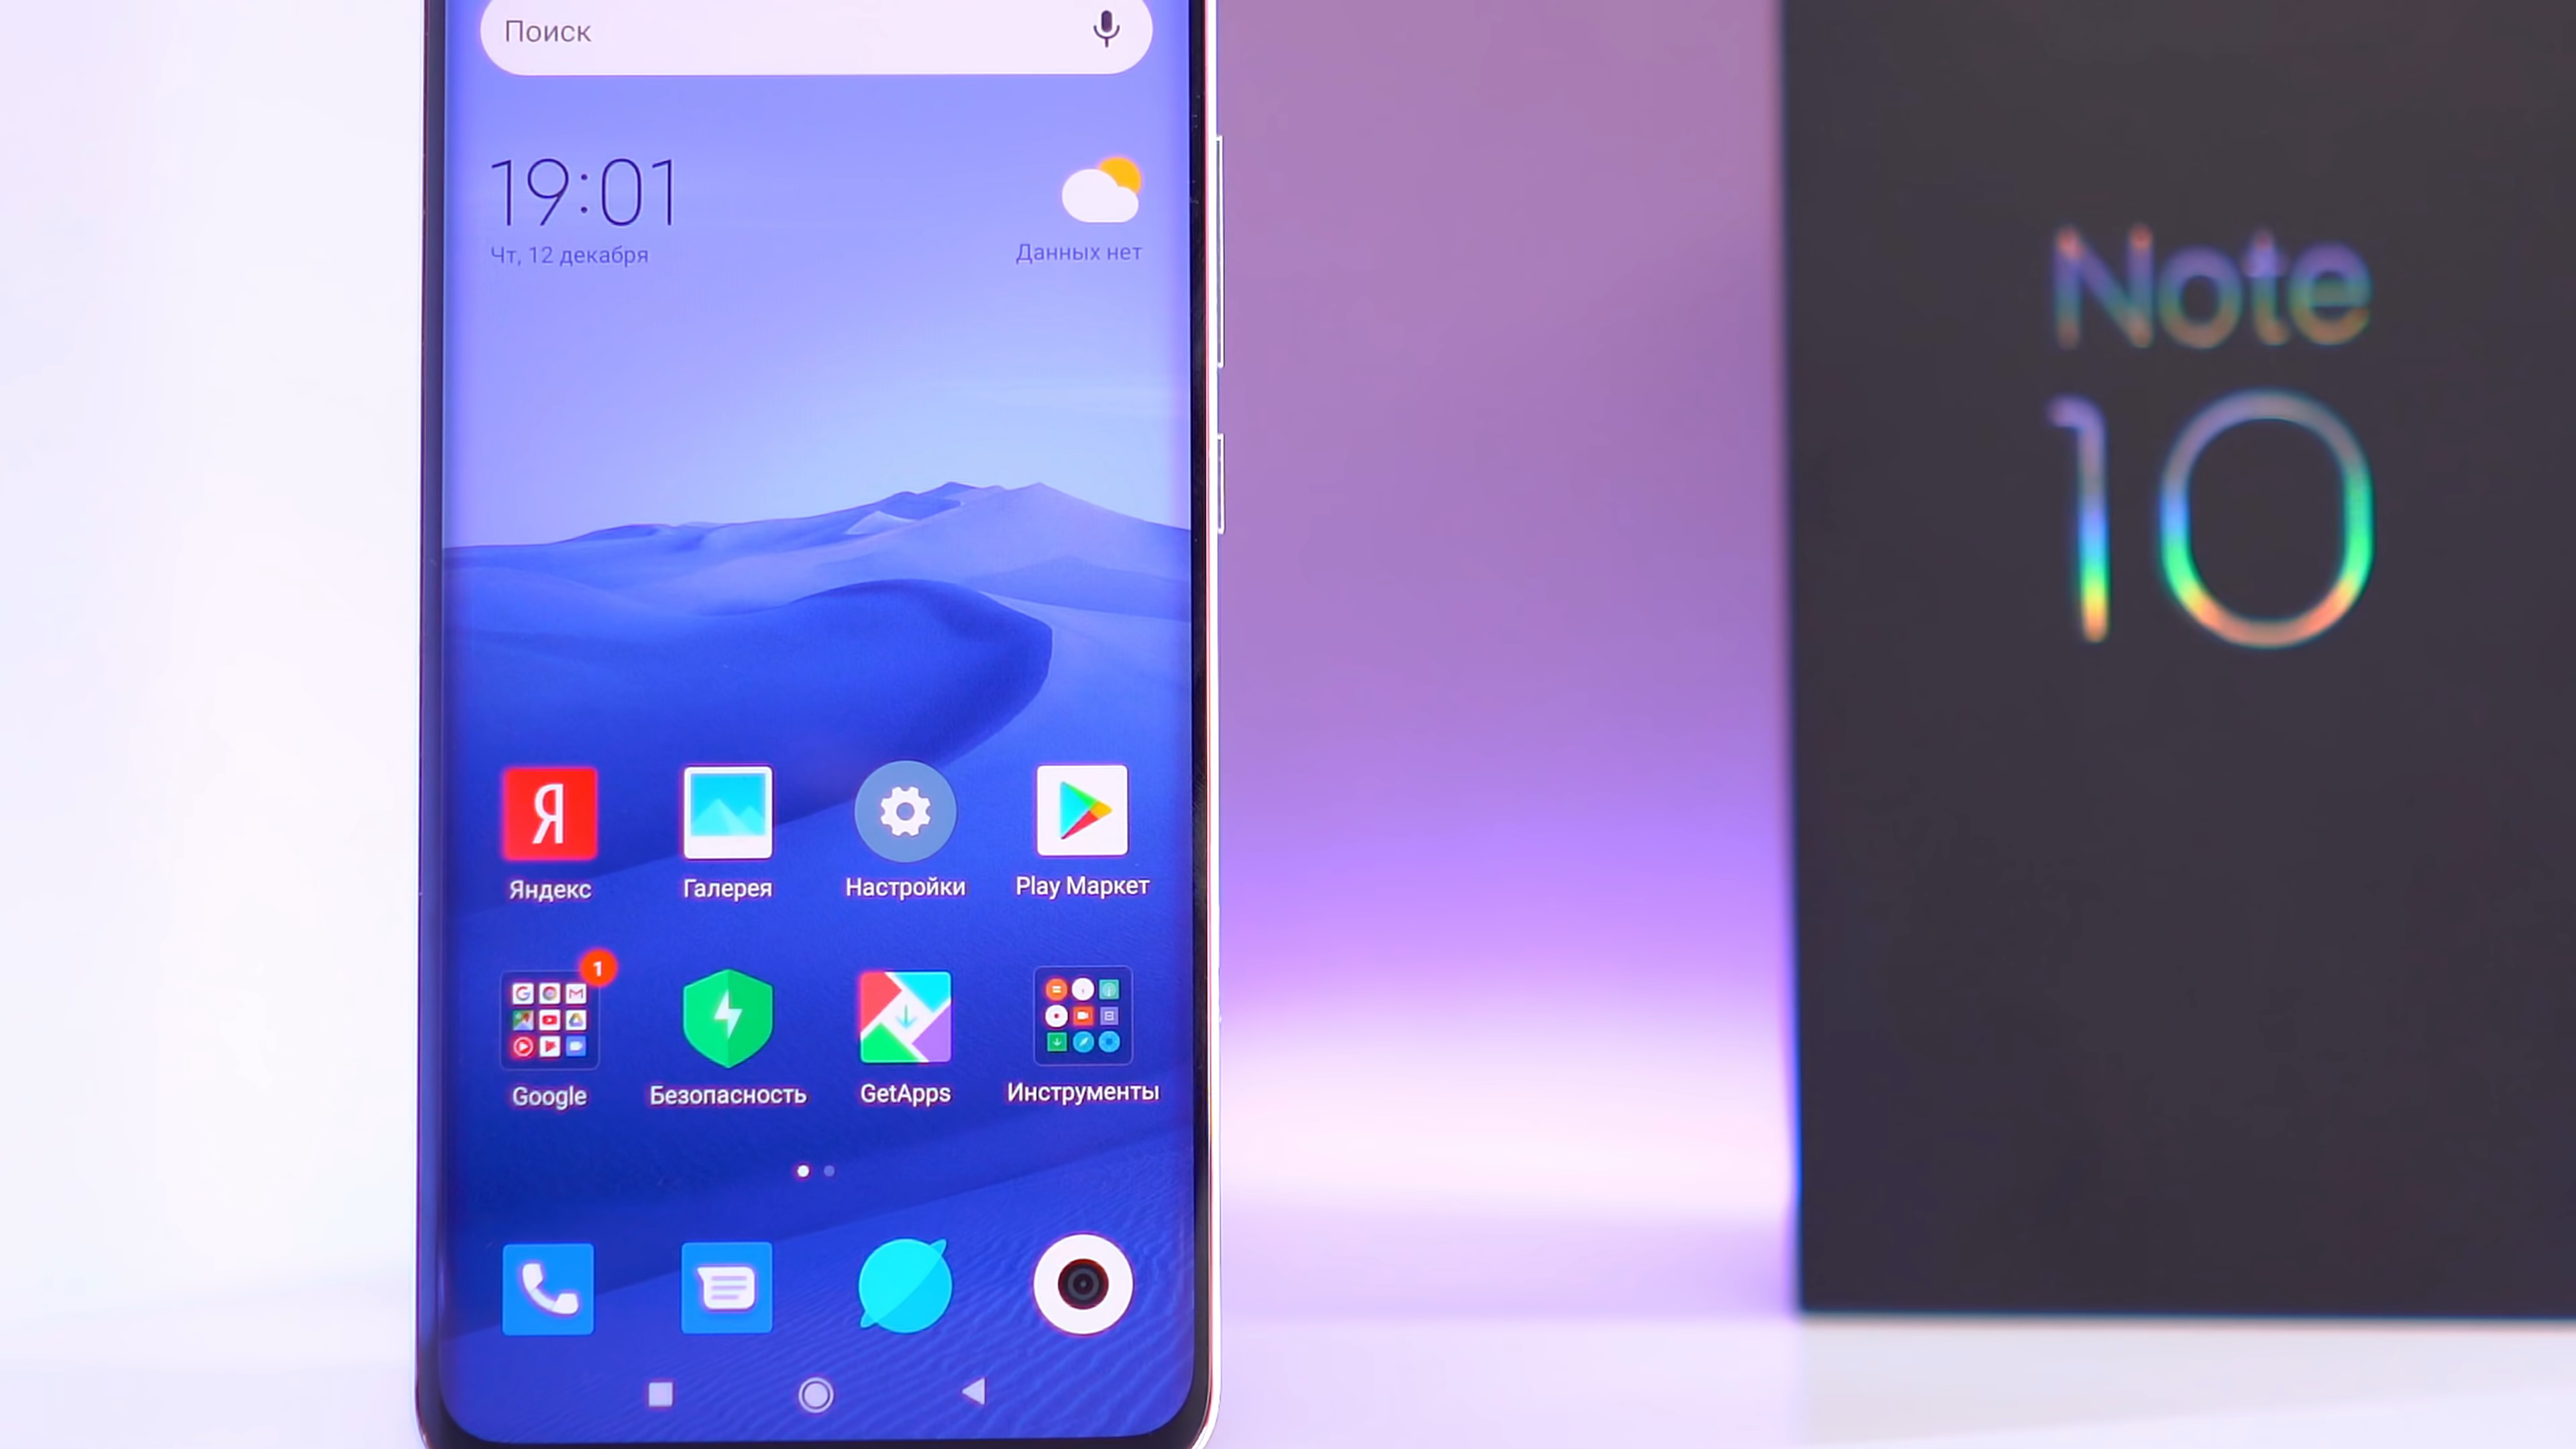 Поиск
19:01
Чт, 12 декабря
Данных нет
Я
Яндекс
Галерея
Настройки
Play Маркет
1
Google
Безопасность
GetApps
Инструменты
Note
10